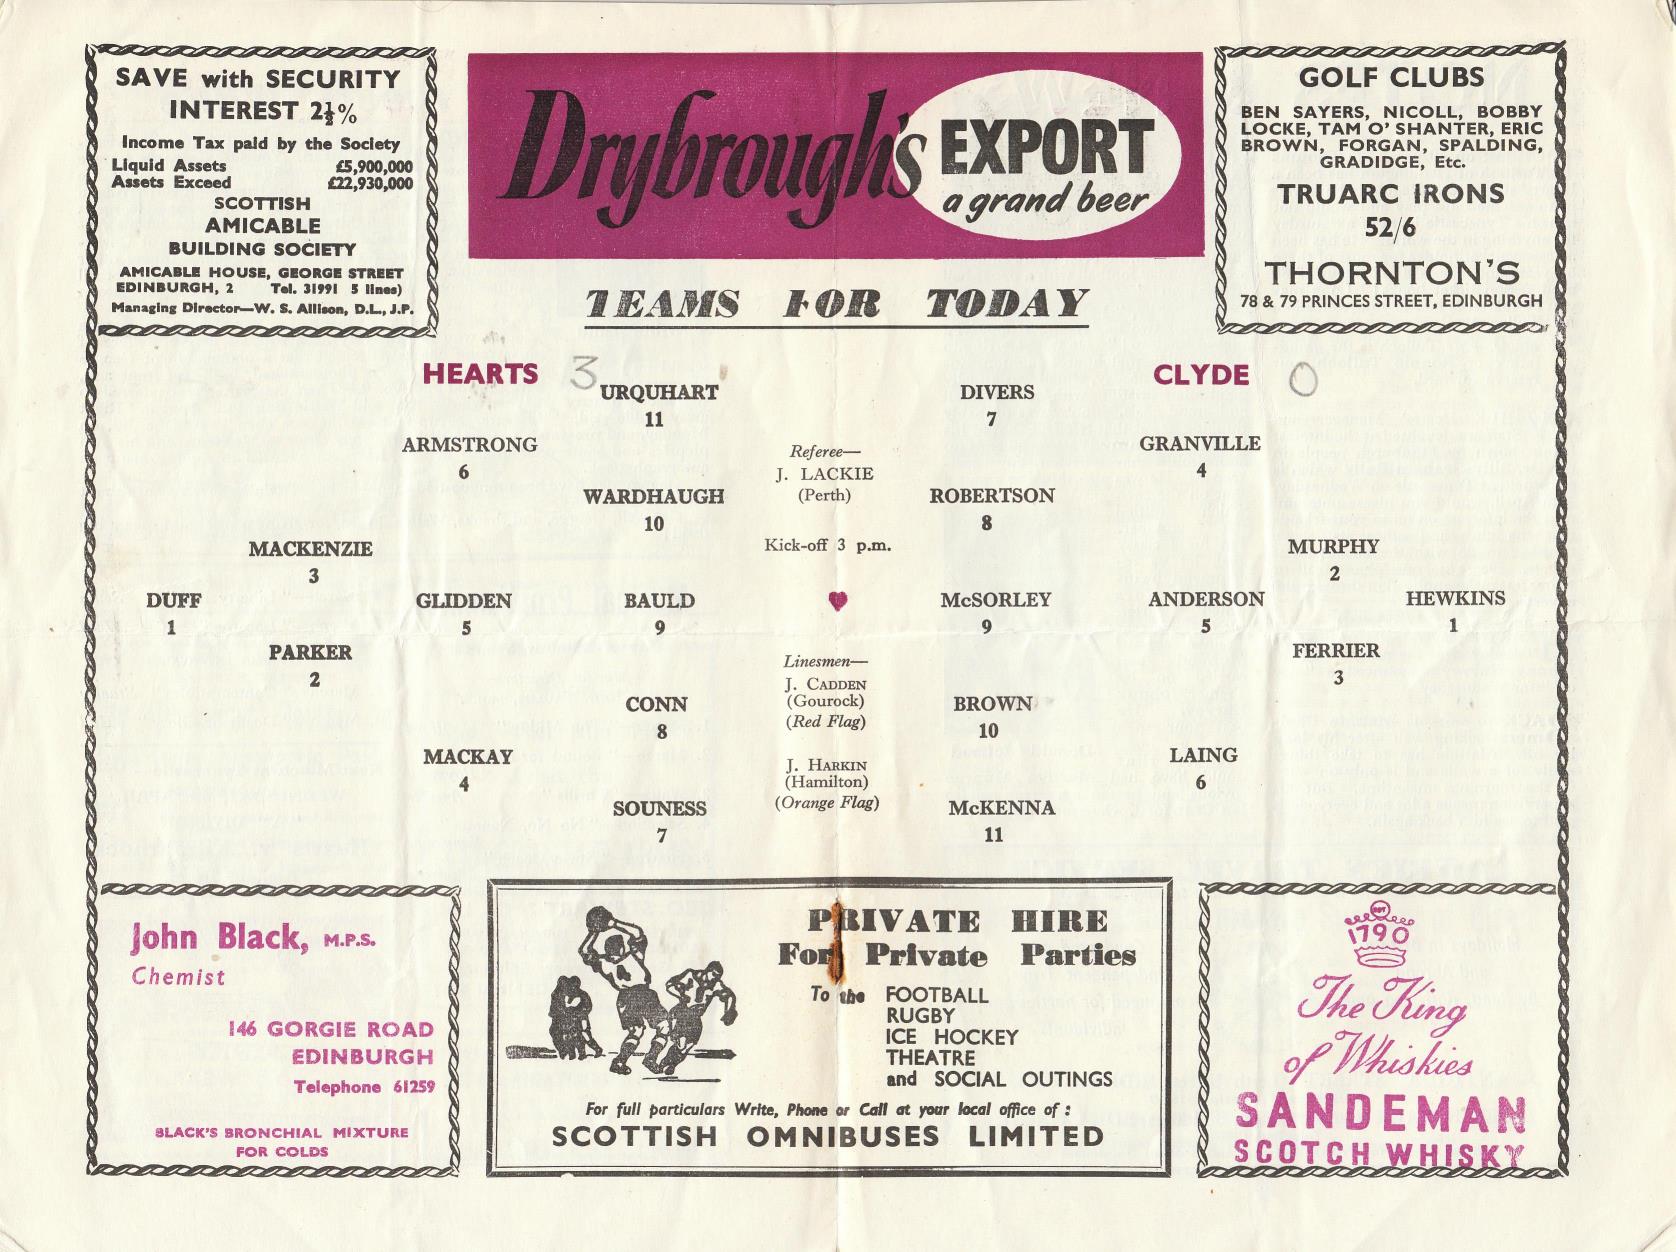 SAVE with SECURITY
INTEREST 2½%
Income Tax paid by the Society
Liquid Assets £5,900,000
Assets Exceed £22,930,000
SCOTTISH
AMICABLE
BUILDING SOCIETY
AMICABLE HOUSE, GEORGE STREET
EDINBURGH, 2 Tel. 31991 5 lines)
Managing Director—W. S. Allison, D.L., J.P.
Drybrough's EXPORT
a grand beer
GOLF CLUBS
BEN SAYERS, NICOLL, BOBBY
LOCKE, TAM O' SHANTER, ERIC
BROWN, FORGAN, SPALDING,
GRADIDGE, Etc.
TRUARC IRONS
52/6
THORNTON'S
78 & 79 PRINCES STREET, EDINBURGH
TEAMS FOR TODAY
HEARTS 3
CLYDE 0
URQUHART
11
DIVERS
7
ARMSTRONG
6
Referee—
J. LACKIE
(Perth)
GRANVILLE
4
WARDHAUGH
10
ROBERTSON
8
Kick-off 3 p.m.
MACKENZIE
3
MURPHY
2
DUFF
1
GLIDDEN
5
BAULD
9
McSORLEY
9
ANDERSON
5
HEWKINS
1
PARKER
2
Linesmen—
J. CADDEN
(Gourock)
(Red Flag)
FERRIER
3
CONN
8
BROWN
10
MACKAY
4
J. HARKIN
(Hamilton)
(Orange Flag)
LAING
6
SOUNESS
7
McKENNA
11
John Black, M.P.S.
Chemist
146 GORGIE ROAD
EDINBURGH
Telephone 61259
BLACK'S BRONCHIAL MIXTURE
FOR COLDS
PRIVATE HIRE
For Private Parties
To the FOOTBALL
RUGBY
ICE HOCKEY
THEATRE
and SOCIAL OUTINGS
For full particulars Write, Phone or Call at your local office of :
SCOTTISH OMNIBUSES LIMITED
1790
The King
of Whiskies
SANDEMAN
SCOTCH WHISKY